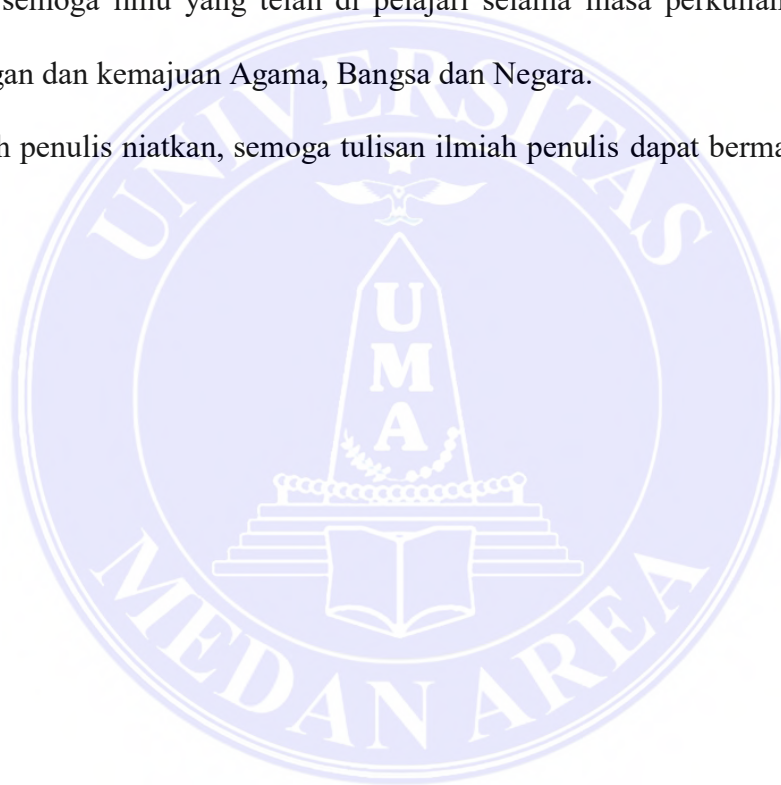 semoga ilmu yang telah di pelajari selama masa
gan dan kemajuan Agama, Bangsa dan Negara.
h penulis niatkan, semoga tulisan ilmiah penulis dapat berma
UNIVERSITAS
UMA
MEDAN AREA